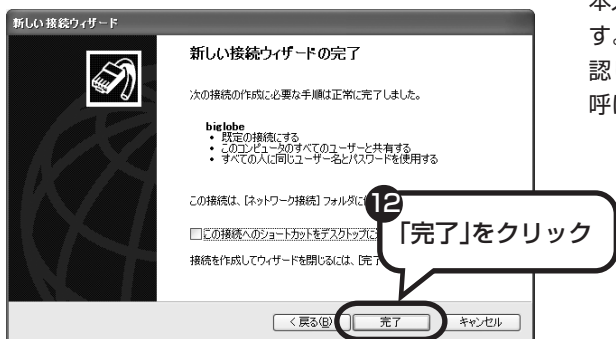 新しい接続ウィザード
新しい接続ウィザードの完了
次の接続の作成に必要な手順は正常に完了しました。
biglobe
• 既定の接続にする
• このコンピュータのすべてのユーザーと共有する
• すべての人に同じユーザー名とパスワードを使用する
この接続は、[ネットワーク接続] フォルダに
□この接続へのショートカットをデスクトップに
接続を作成してウィザードを閉じるには、[完了
12
「完了」をクリック
< 戻る(B)
完了
キャンセル
す。
認
呼